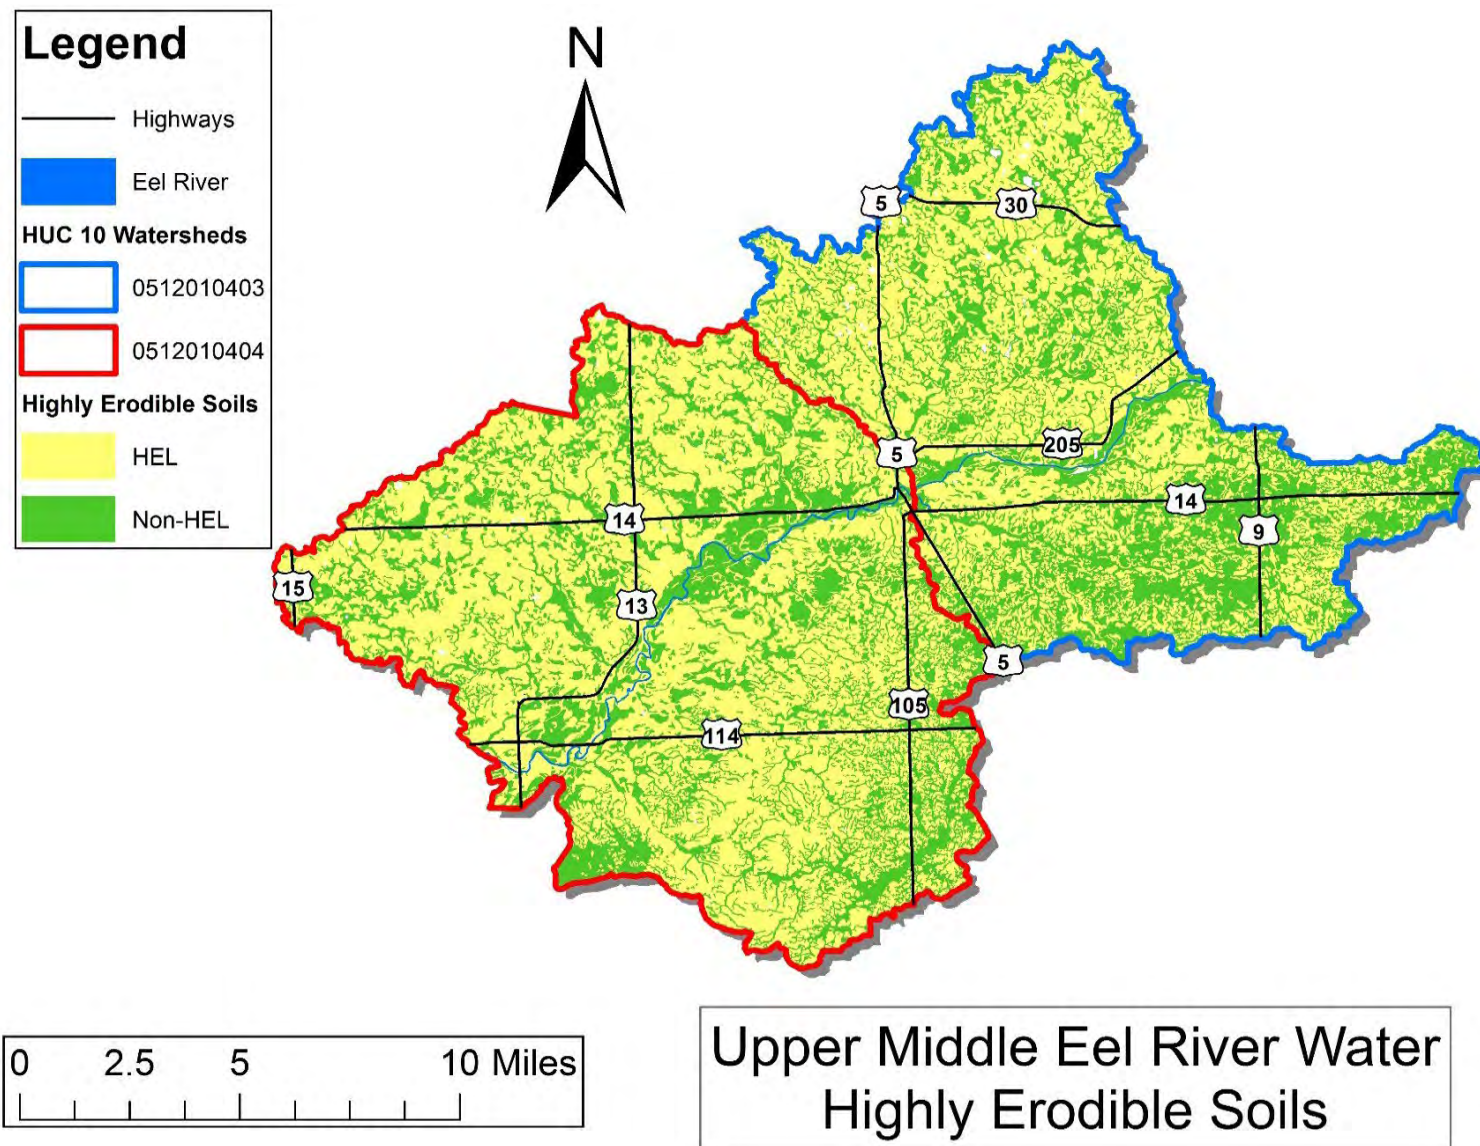 Legend
Highways
Eel River
HUC 10 Watersheds
0512010403
0512010404
Highly Erodible Soils
HEL
Non-HEL
N
5
30
5
205
14
14
9
15
13
5
105
114
0 2.5 5 10 Miles
Upper Middle Eel River Water
Highly Erodible Soils